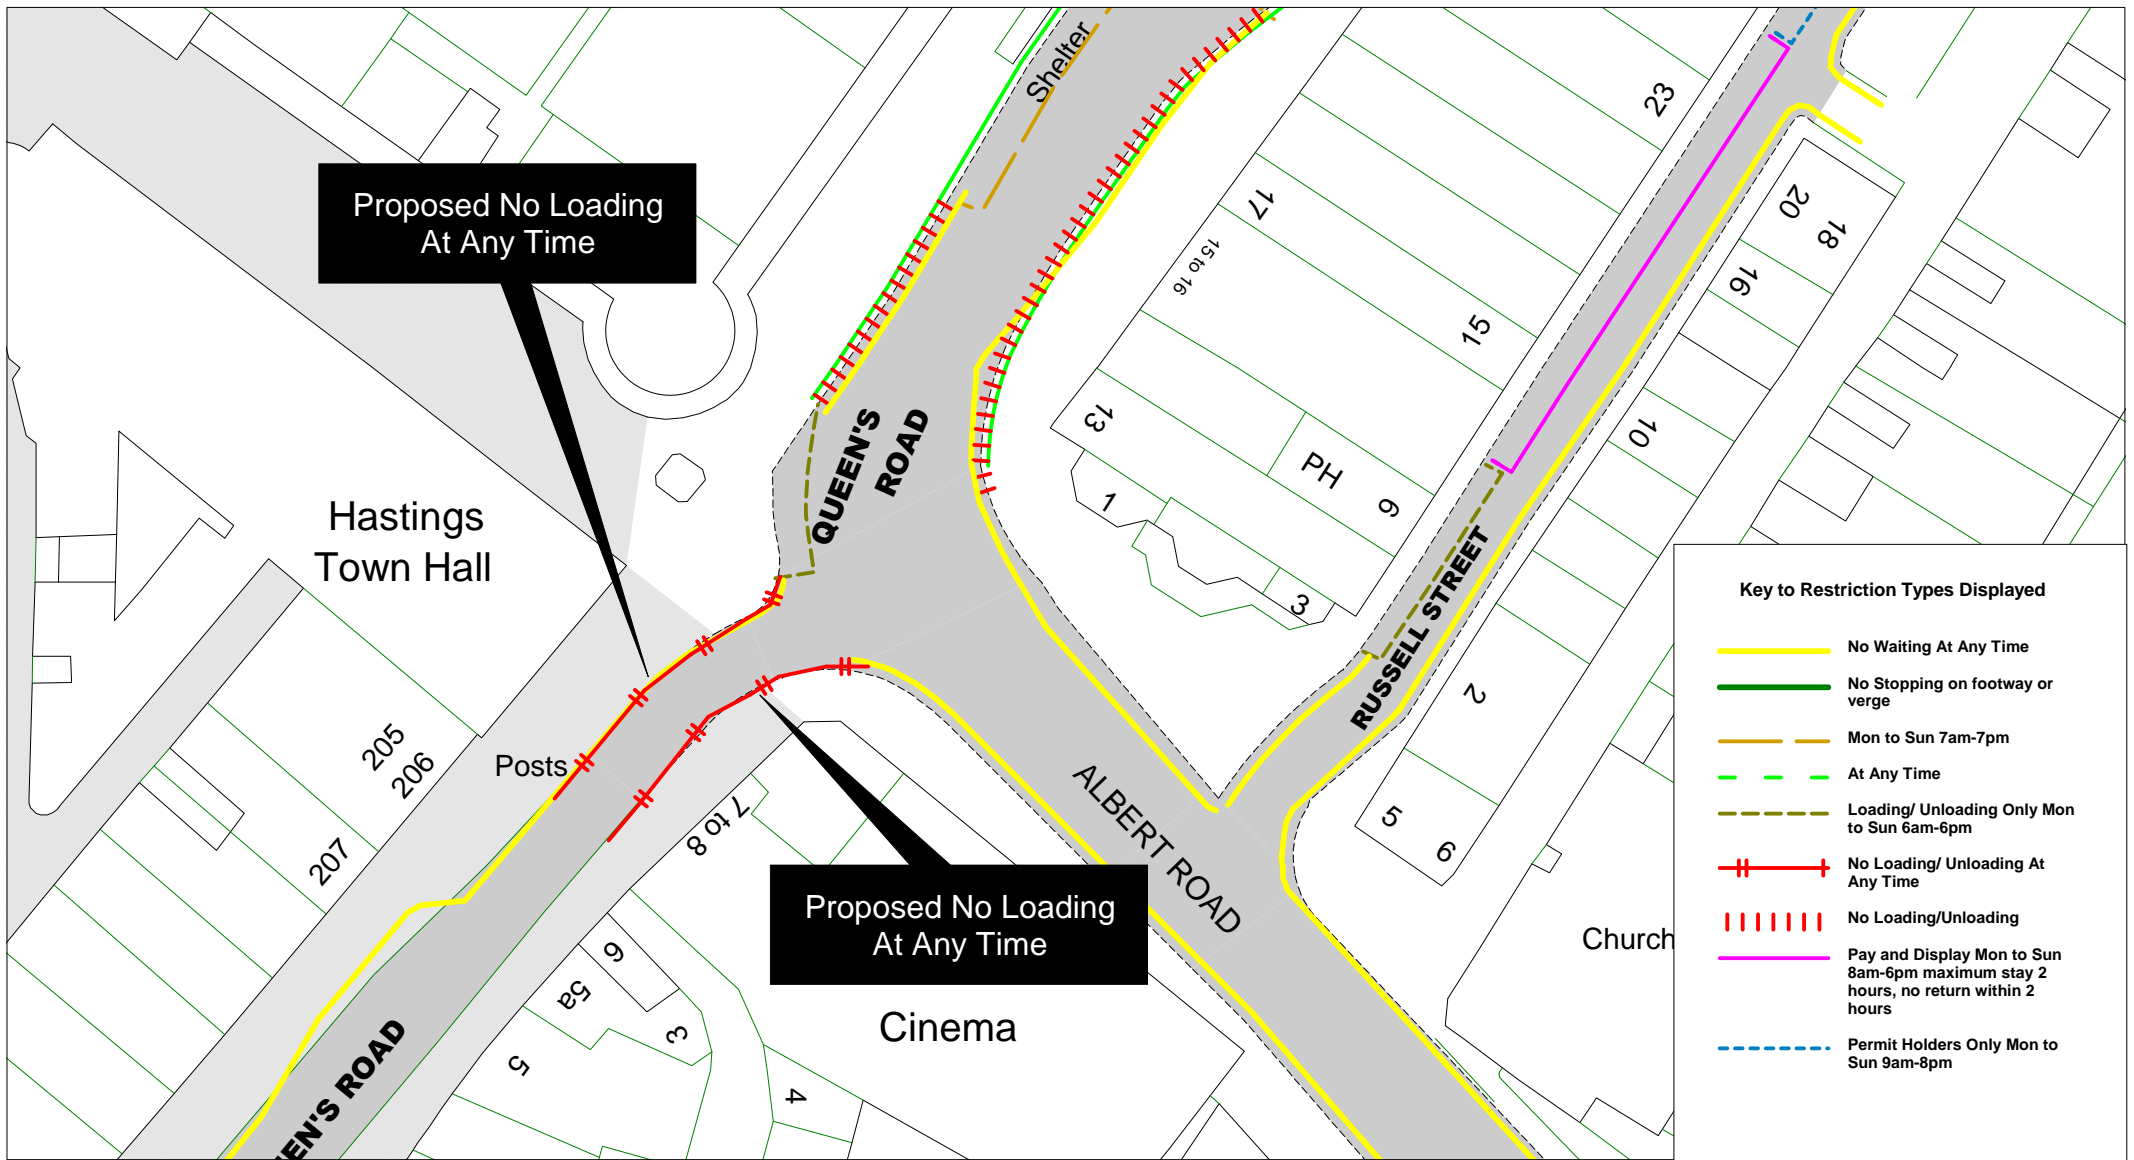 Shelter
23
Proposed No Loading
At Any Time
17
15 to 16
20
18
16
15
QUEEN'S
ROAD
13
10
PH
1
9
Hastings
Town Hall
3
RUSSELL STREET
2
205
206
Posts
207
7 to 8
ALBERT ROAD
5
6
Proposed No Loading
At Any Time
Church
6
5a
3
5
Cinema
4
EN'S ROAD
Key to Restriction Types Displayed
No Waiting At Any Time
No Stopping on footway or
verge
Mon to Sun 7am-7pm
At Any Time
Loading/ Unloading Only Mon
to Sun 6am-6pm
No Loading/ Unloading At
Any Time
No Loading/Unloading
Pay and Display Mon to Sun
8am-6pm maximum stay 2
hours, no return within 2
hours
Permit Holders Only Mon to
Sun 9am-8pm